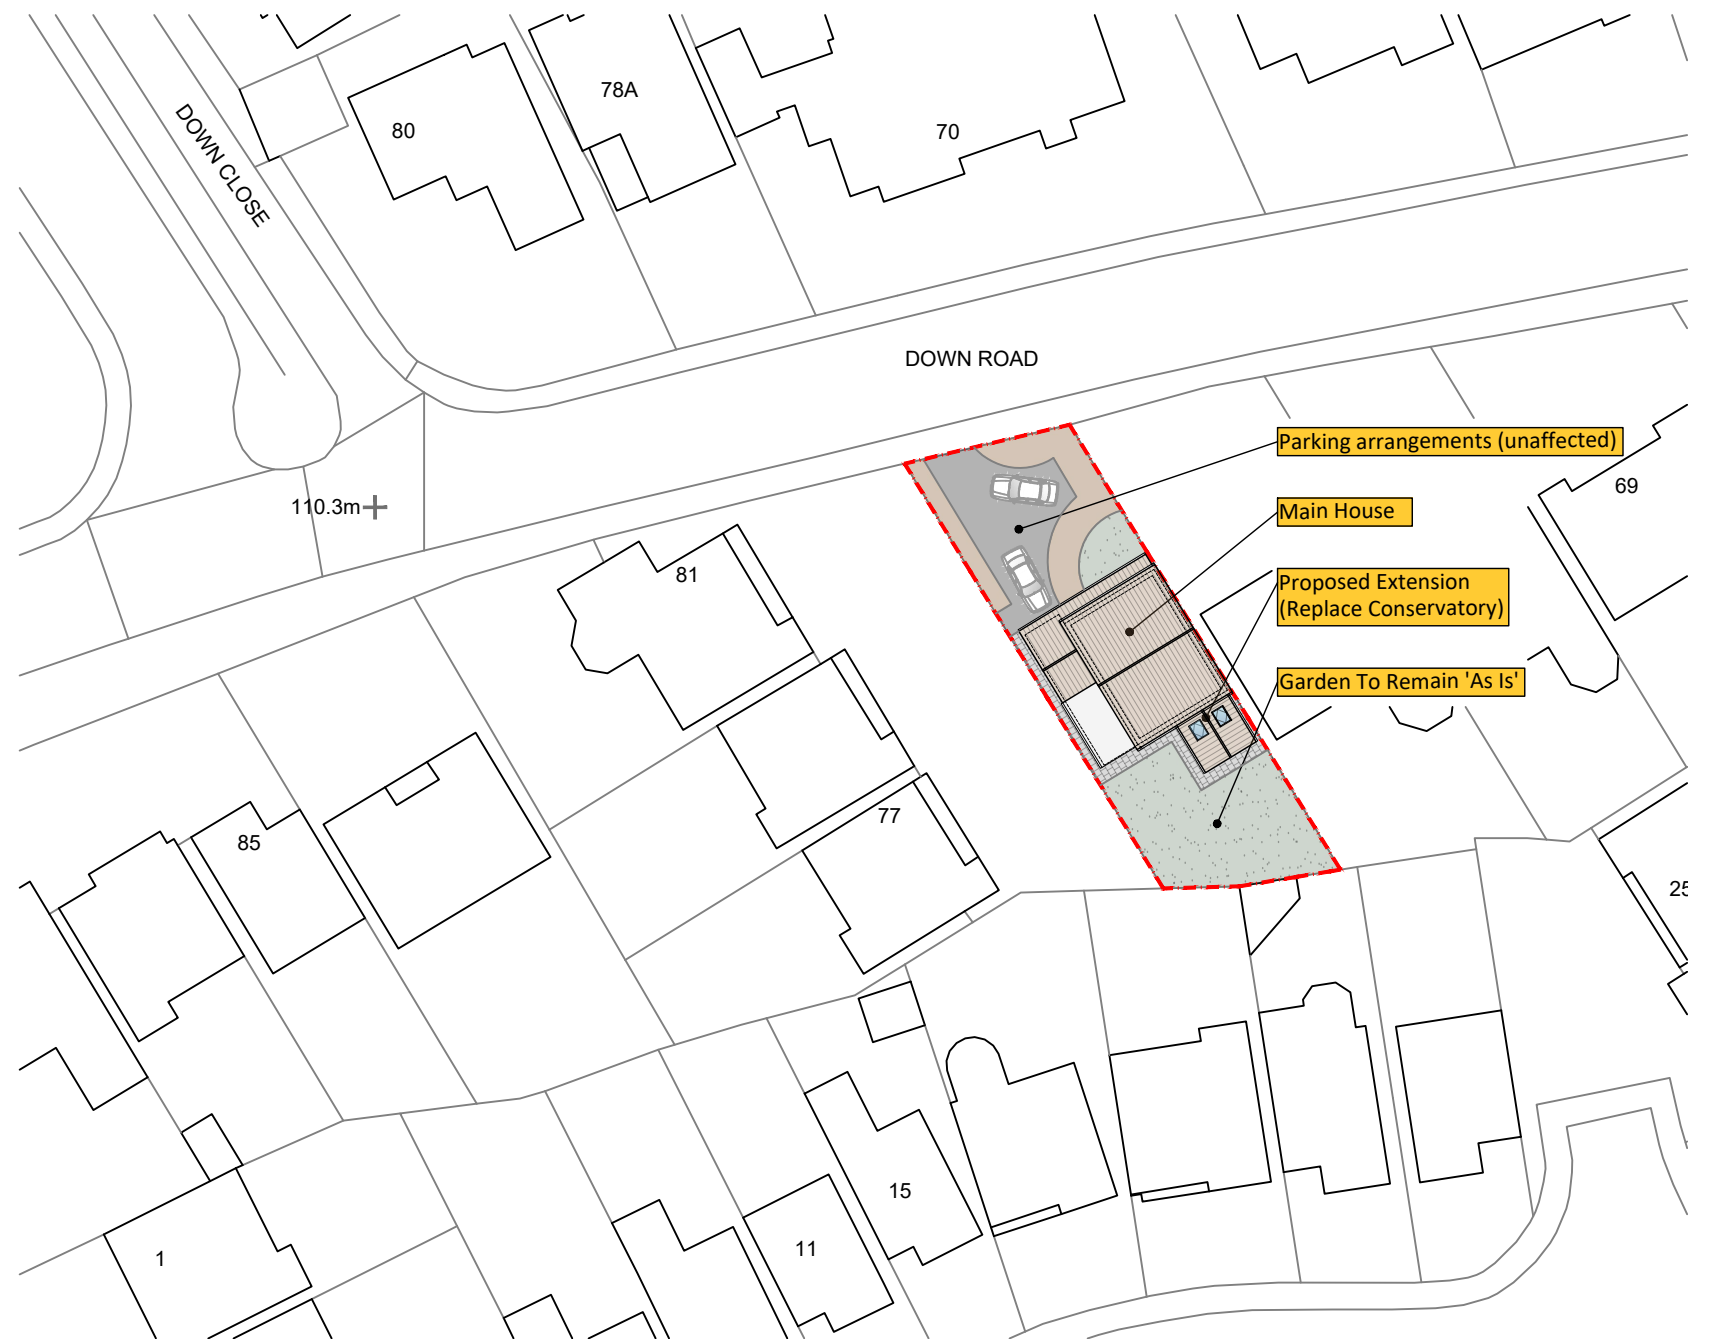 78A
80
70
DOWN CLOSE
DOWN ROAD
Parking arrangements (unaffected)
69
110.3m
Main House
81
Proposed Extension
(Replace Conservatory)
Garden To Remain 'As Is'
77
85
25
15
11
1